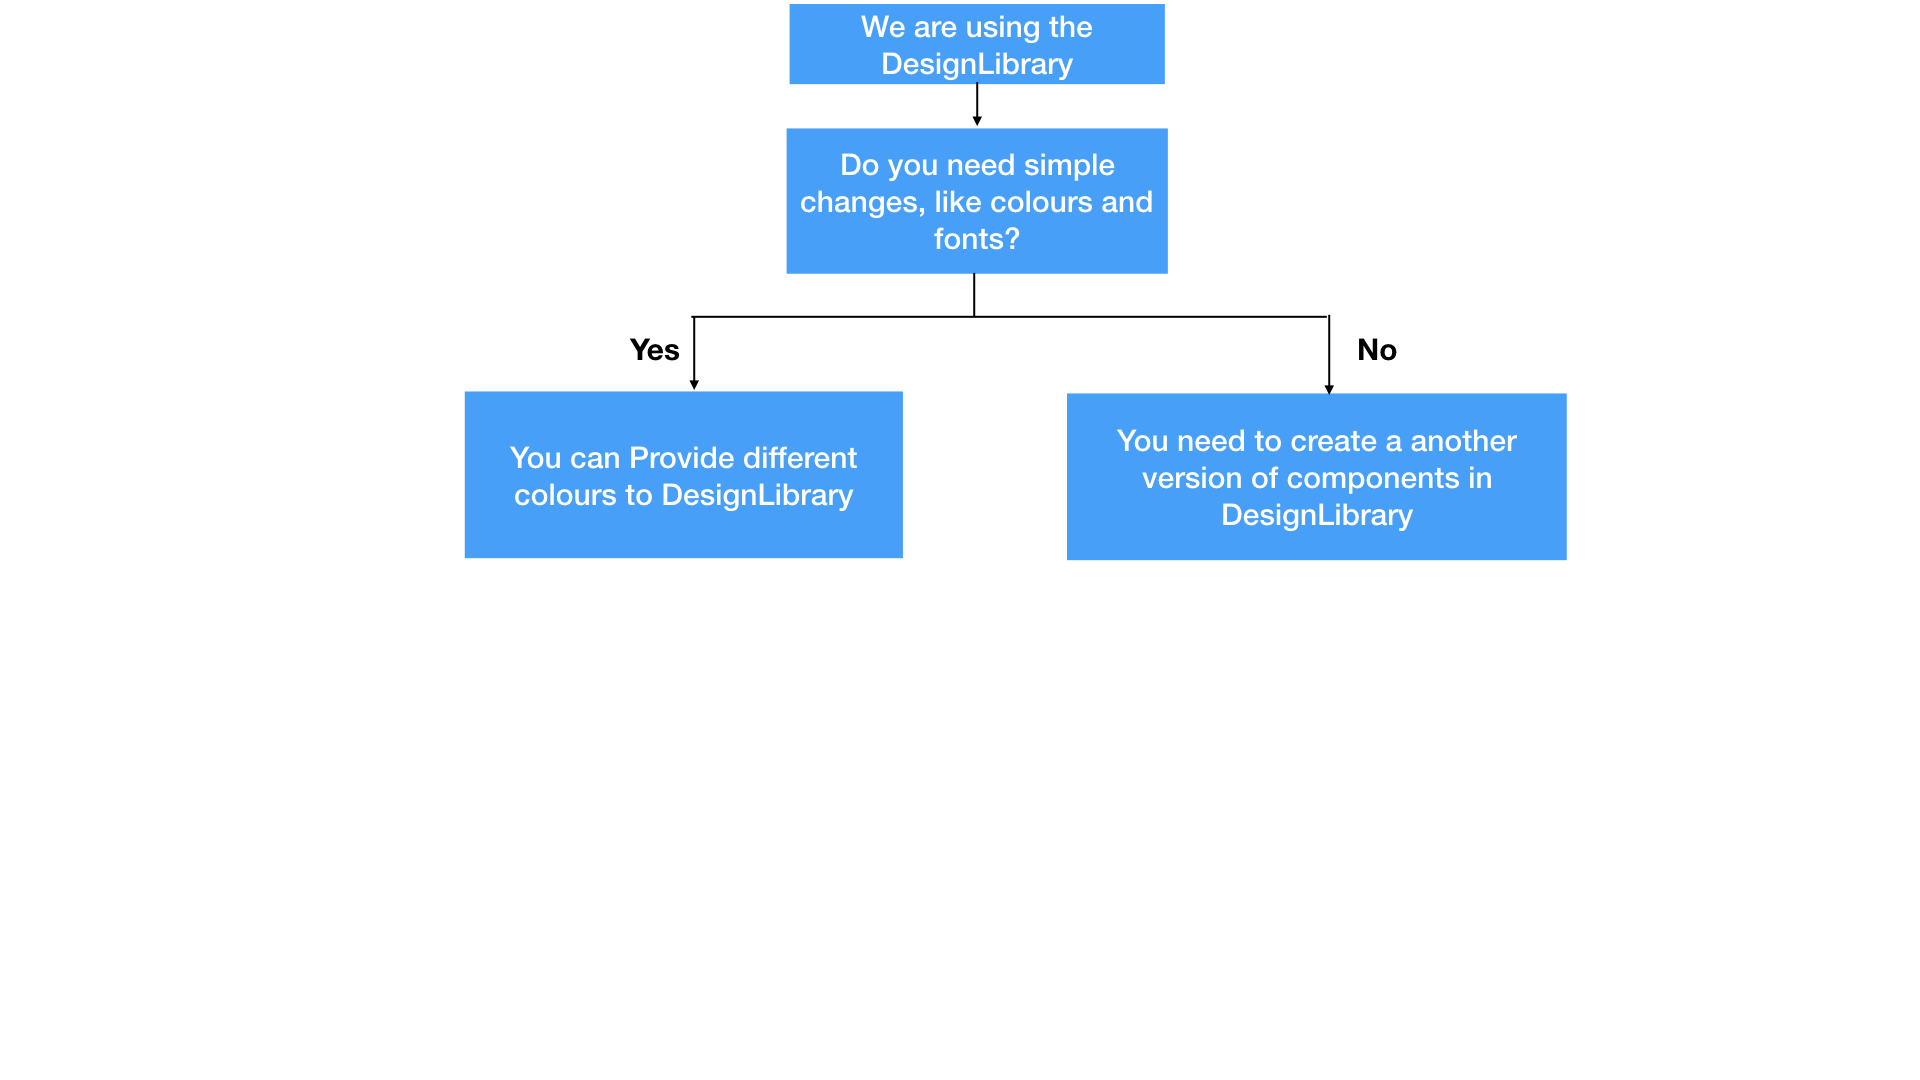 We are using the
DesignLibrary
Do you need simple
changes, like colours and
fonts?
Yes
No
You can Provide different
colours to DesignLibrary
You need to create a another
version of components in
DesignLibrary